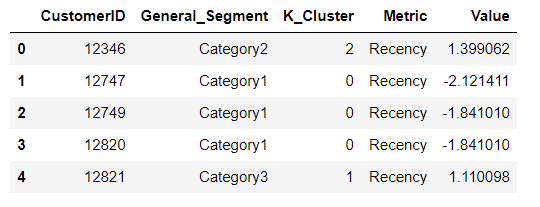 CustomerID General_Segment K_Cluster Metric Value
0 12346 Category2 2 Recency 1.399062
1 12747 Category1 0 Recency -2.121411
2 12749 Category1 0 Recency -1.841010
3 12820 Category1 0 Recency -1.841010
4 12821 Category3 1 Recency 1.110098